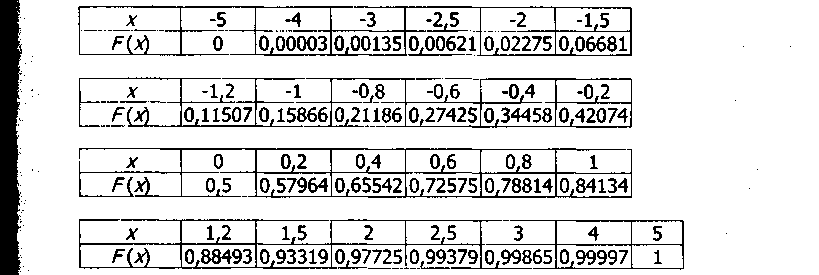 x -5 -4 -3 -2,5 -2 -1,5
F(x) 0 0,00003 0,00135 0,00621 0,02275 0,06681
x -1,2 -1 -0,8 -0,6 -0,4 -0,2
F(x) 0,11507 0,15866 0,21186 0,27425 0,34458 0,42074
x 0 0,2 0,4 0,6 0,8 1
F(x) 0,5 0,57964 0,65542 0,72575 0,78814 0,84134
x 1,2 1,5 2 2,5 3 4 5
F(x) 0,88493 0,93319 0,97725 0,99379 0,99865 0,99997 1